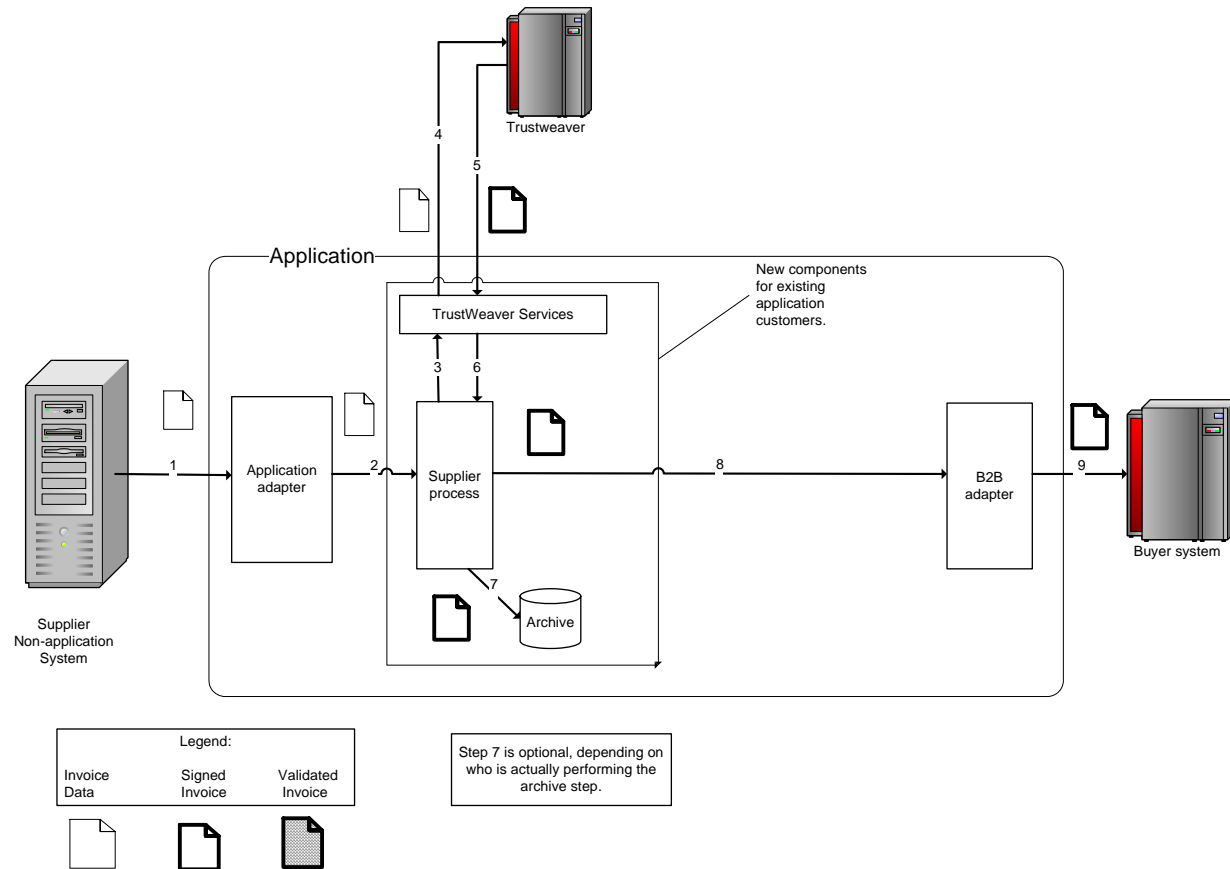 Trustweaver
4
5
Application
New components
for existing
application
customers.
TrustWeaver Services
3
6
1
Application
adapter
2
Supplier
process
8
B2B
adapter
9
Buyer system
7
Archive
Supplier
Non-application
System
Legend:
Invoice
Data
Signed
Invoice
Validated
Invoice
Step 7 is optional, depending on
who is actually performing the
archive step.